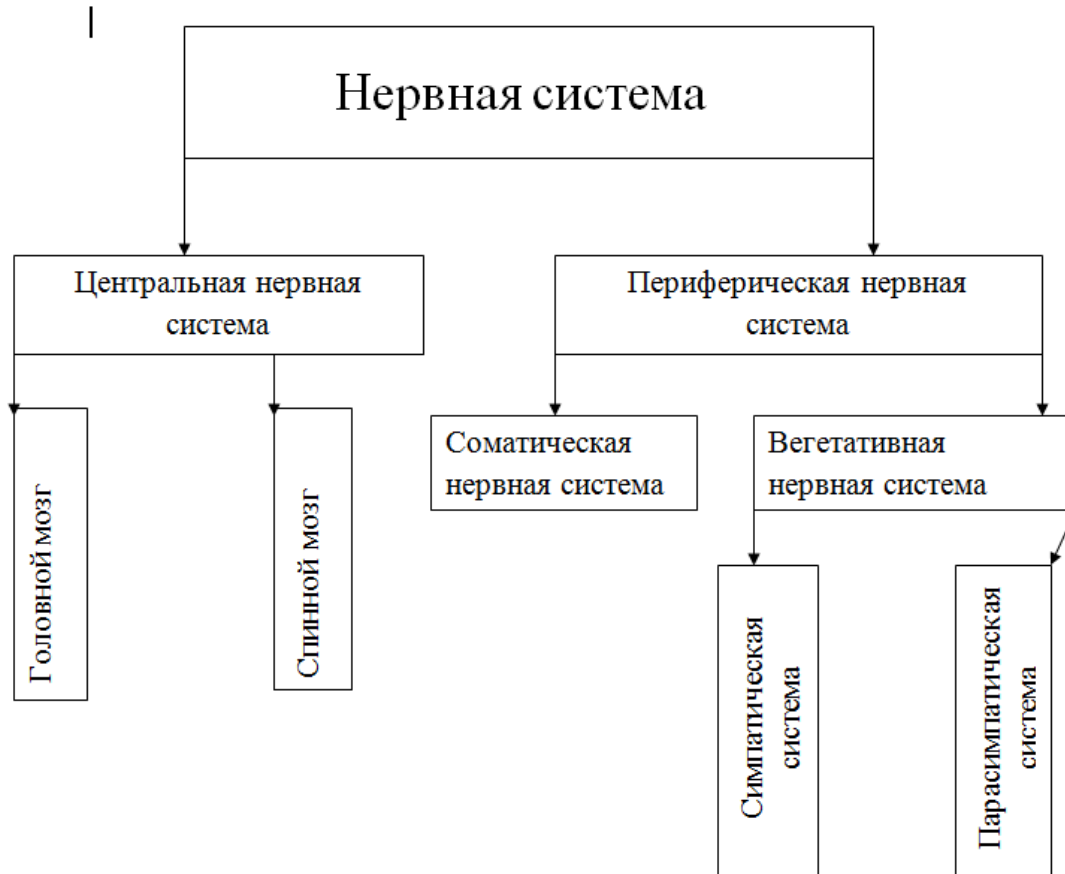 Нервная система
Центральная нервная
система
Периферическая нервная
система
Головной мозг
Спинной мозг
Соматическая
нервная система
Вегетативная
нервная система
Симпатическая
система
Парасимпатическая
система